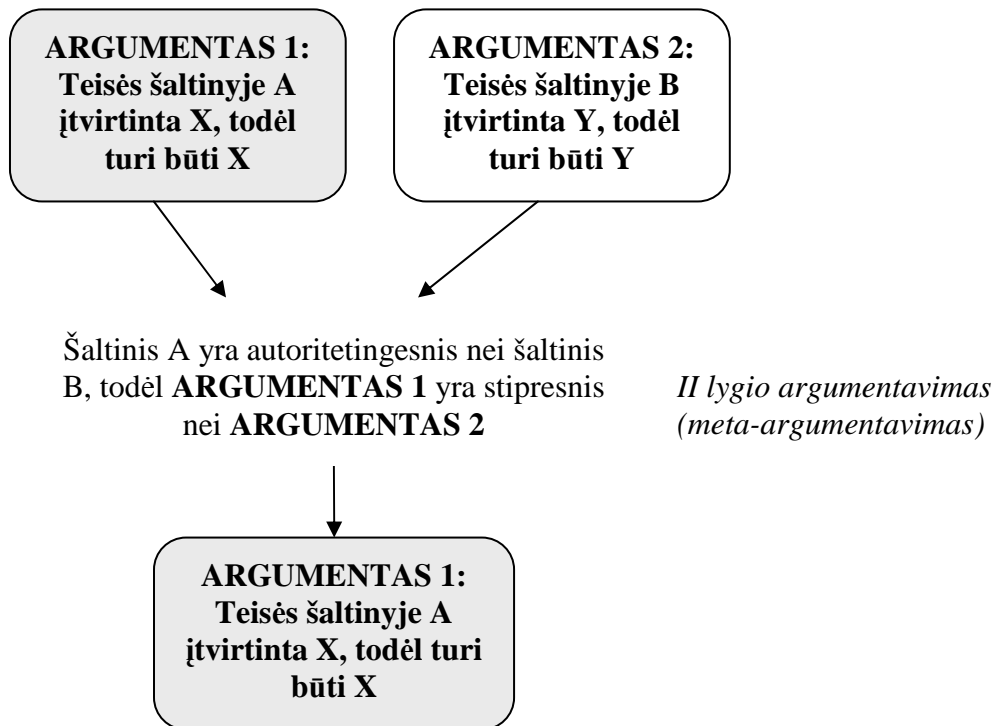 ARGUMENTAS 1:
Teisės šaltinyje A
įtvirtinta X, todėl
turi būti X
ARGUMENTAS 2:
Teisės šaltinyje B
įtvirtinta Y, todėl
turi būti Y
Šaltinis A yra autoritetingesnis nei šaltinis
B, todėl ARGUMENTAS 1 yra stipresnis
nei ARGUMENTAS 2
II lygio argumentavimas
(meta-argumentavimas)
ARGUMENTAS 1:
Teisės šaltinyje A
įtvirtinta X, todėl turi
būti X